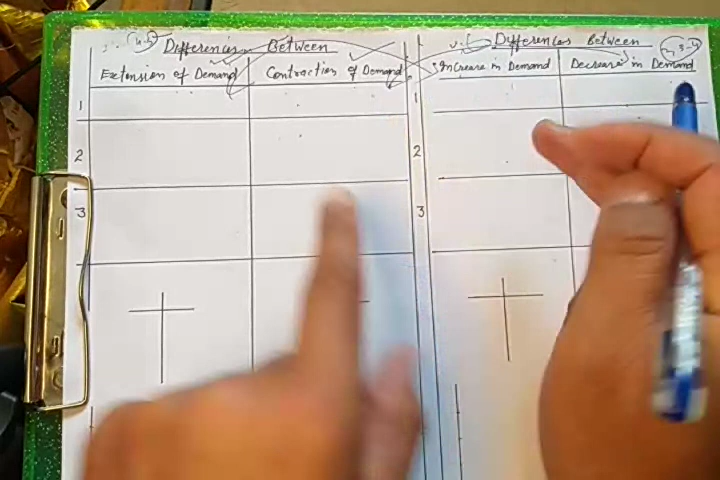 Differences Between
Extension of Demand
Contraction of Demand
1
2
3
Differences Between
Increase in Demand
Decrease in Demand
1
2
3